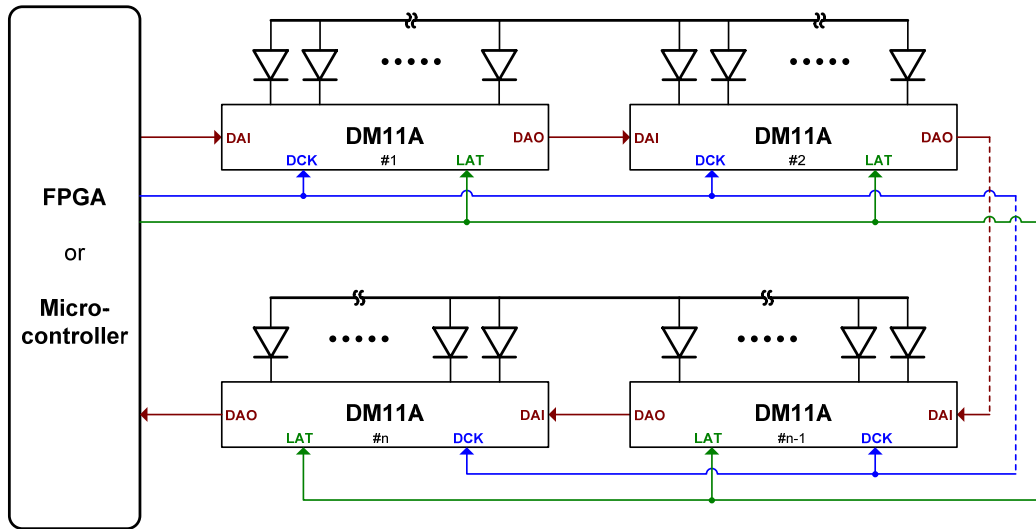 FPGA
or
Micro-
controller
DM11A
DAI
DAO
DCK
#1
LAT
DM11A
DAI
DAO
DCK
#2
LAT
DM11A
DAO
DAI
LAT
#n
DCK
DM11A
DAO
DAI
LAT
#n-1
DCK